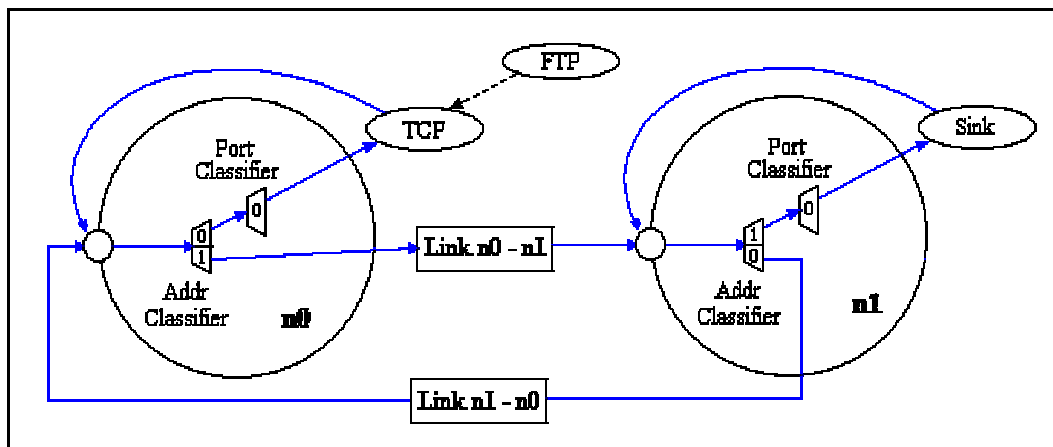 FTP
TCP
Port
Classifier
0
0
1
Addr
Classifier
n0
Link n0 - n1
Sink
Port
Classifier
0
1
0
Addr
Classifier
n1
Link n1 - n0